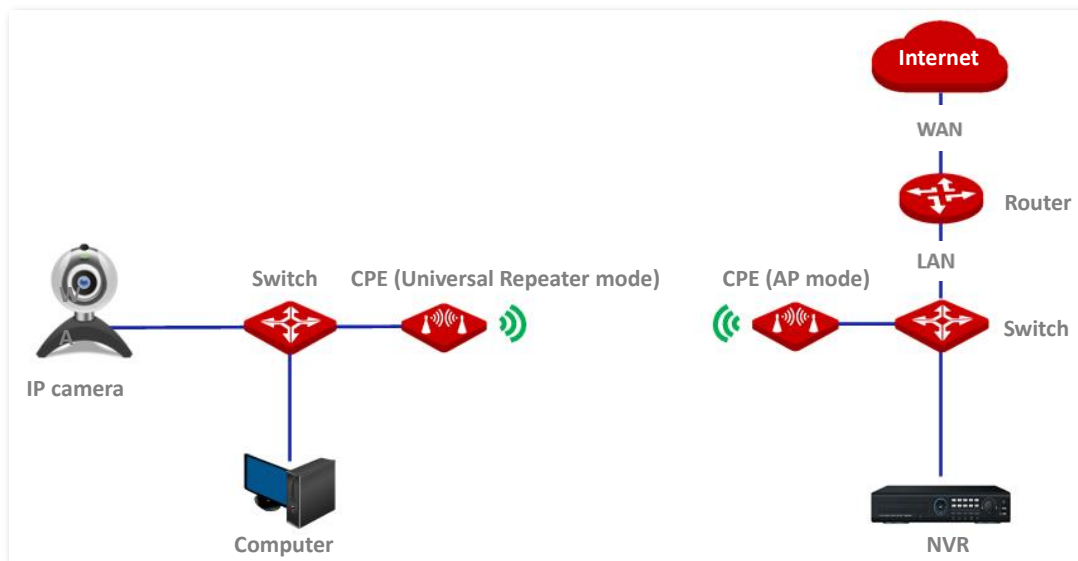 Internet
WAN
Router
LAN
Switch
CPE (Universal Repeater mode)
CPE (AP mode)
Switch
W
A
IP camera
Computer
NVR